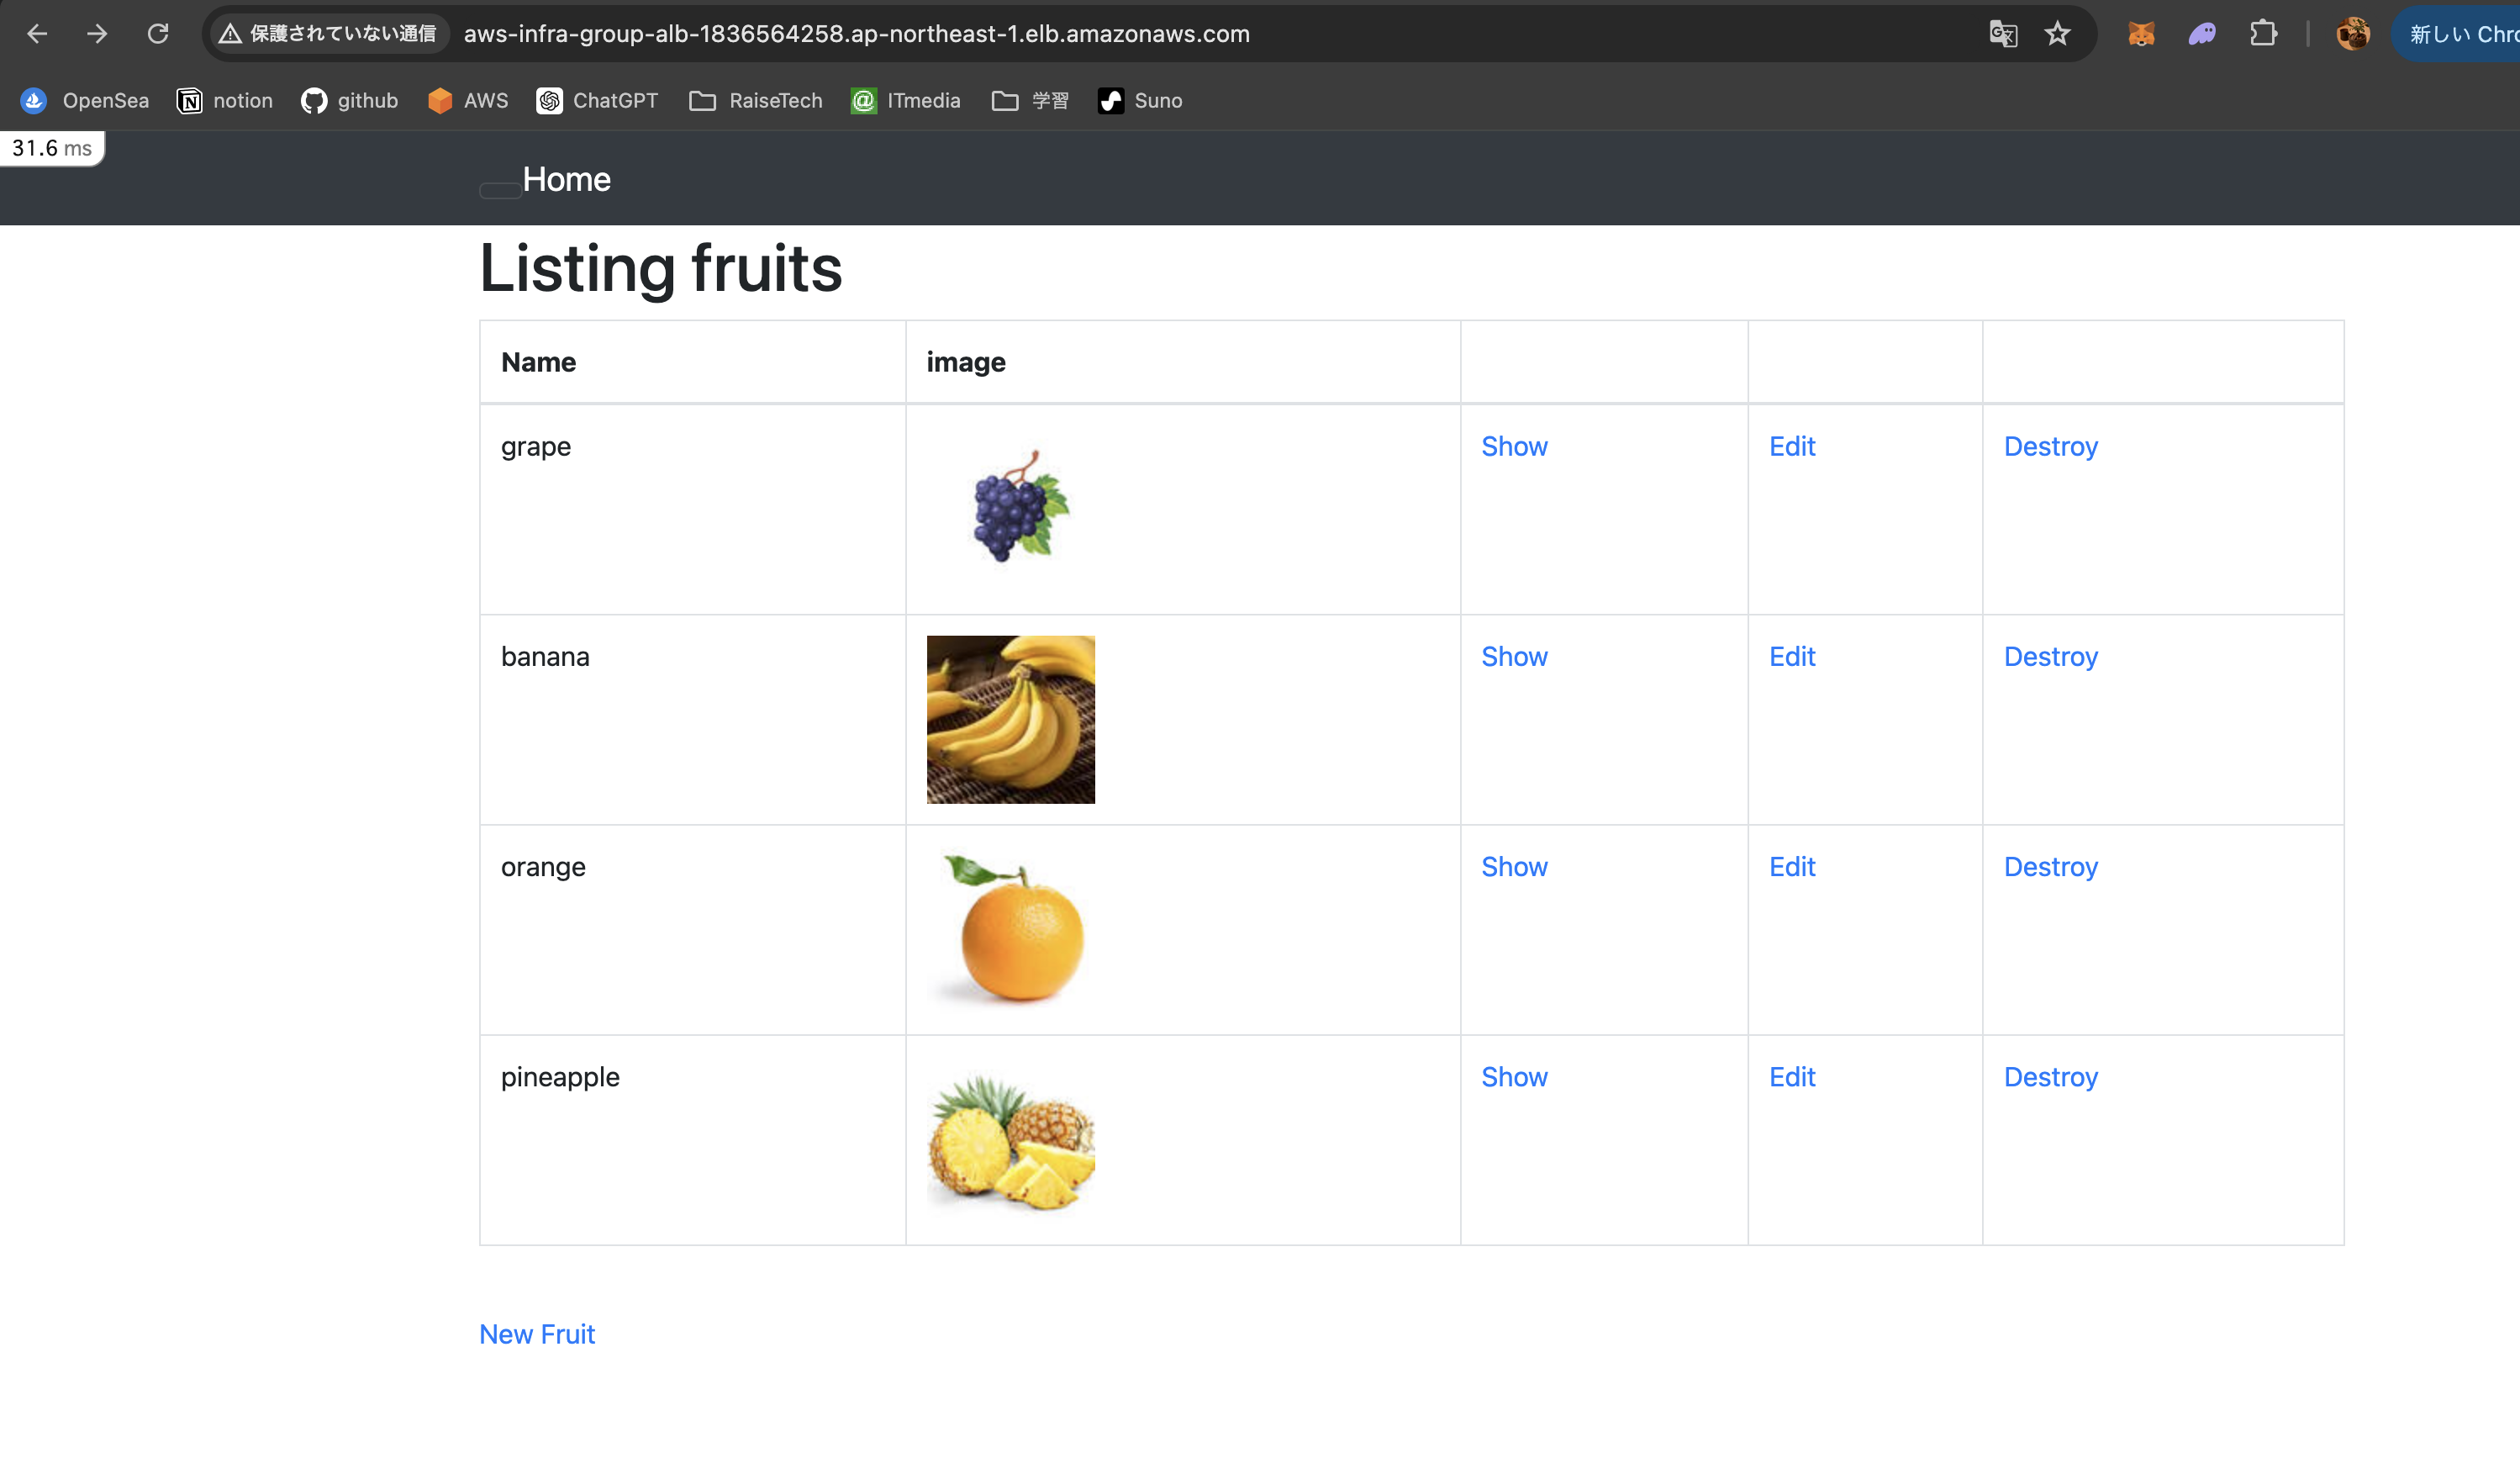 保護されていない通信 aws-infra-group-alb-1836564258.ap-northeast-1.elb.amazonaws.com 新しい Chro
OpenSea notion github AWS ChatGPT RaiseTech ITmedia 学習 Suno
31.6 ms
Home
Listing fruits
Name image
grape Show Edit Destroy
banana Show Edit Destroy
orange Show Edit Destroy
pineapple Show Edit Destroy
New Fruit